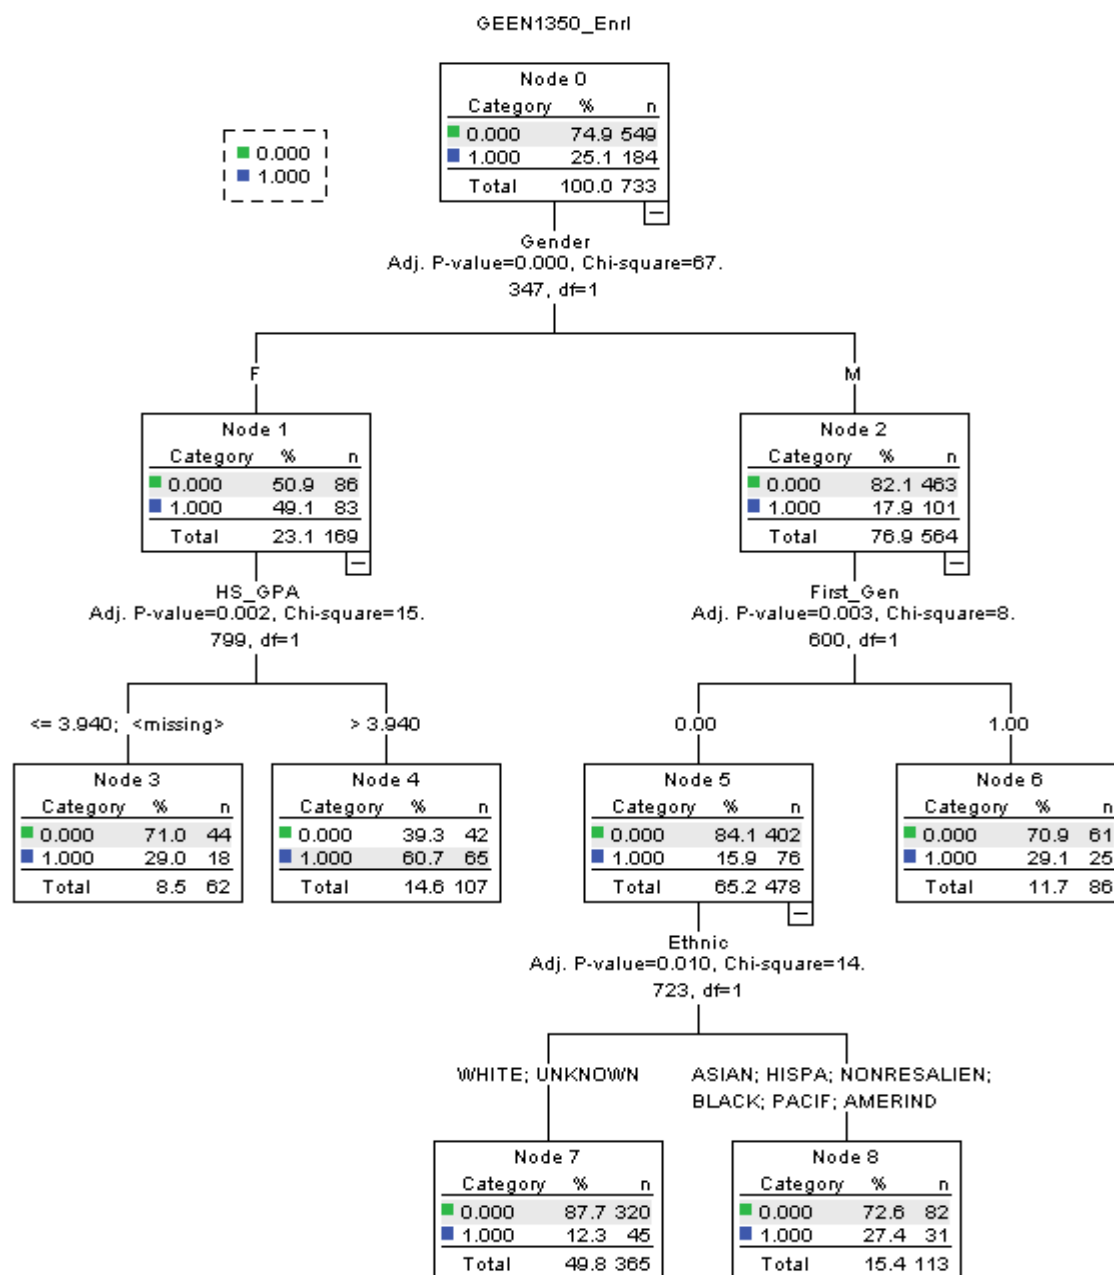 GEEN1350_Enrl
Node 0
Category % n
0.000 74.9 549
1.000 25.1 184
Total 100.0 733
0.000
1.000
Gender
Adj. P-value=0.000, Chi-square=67.
347, df=1
F
M
Node 1
Category % n
0.000 50.9 86
1.000 49.1 83
Total 23.1 169
Node 2
Category % n
0.000 82.1 463
1.000 17.9 101
Total 76.9 564
HS_GPA
Adj. P-value=0.002, Chi-square=15.
799, df=1
First_Gen
Adj. P-value=0.003, Chi-square=8.
600, df=1
<= 3.940; <missing>
> 3.940
0.00
1.00
Node 3
Category % n
0.000 71.0 44
1.000 29.0 18
Total 8.5 62
Node 4
Category % n
0.000 39.3 42
1.000 60.7 65
Total 14.6 107
Node 5
Category % n
0.000 84.1 402
1.000 15.9 76
Total 65.2 478
Node 6
Category % n
0.000 70.9 61
1.000 29.1 25
Total 11.7 86
Ethnic
Adj. P-value=0.010, Chi-square=14.
723, df=1
WHITE; UNKNOWN
ASIAN; HISPA; NONRESALIEN;
BLACK; PACIF; AMERIND
Node 7
Category % n
0.000 87.7 320
1.000 12.3 45
Total 49.8 365
Node 8
Category % n
0.000 72.6 82
1.000 27.4 31
Total 15.4 113